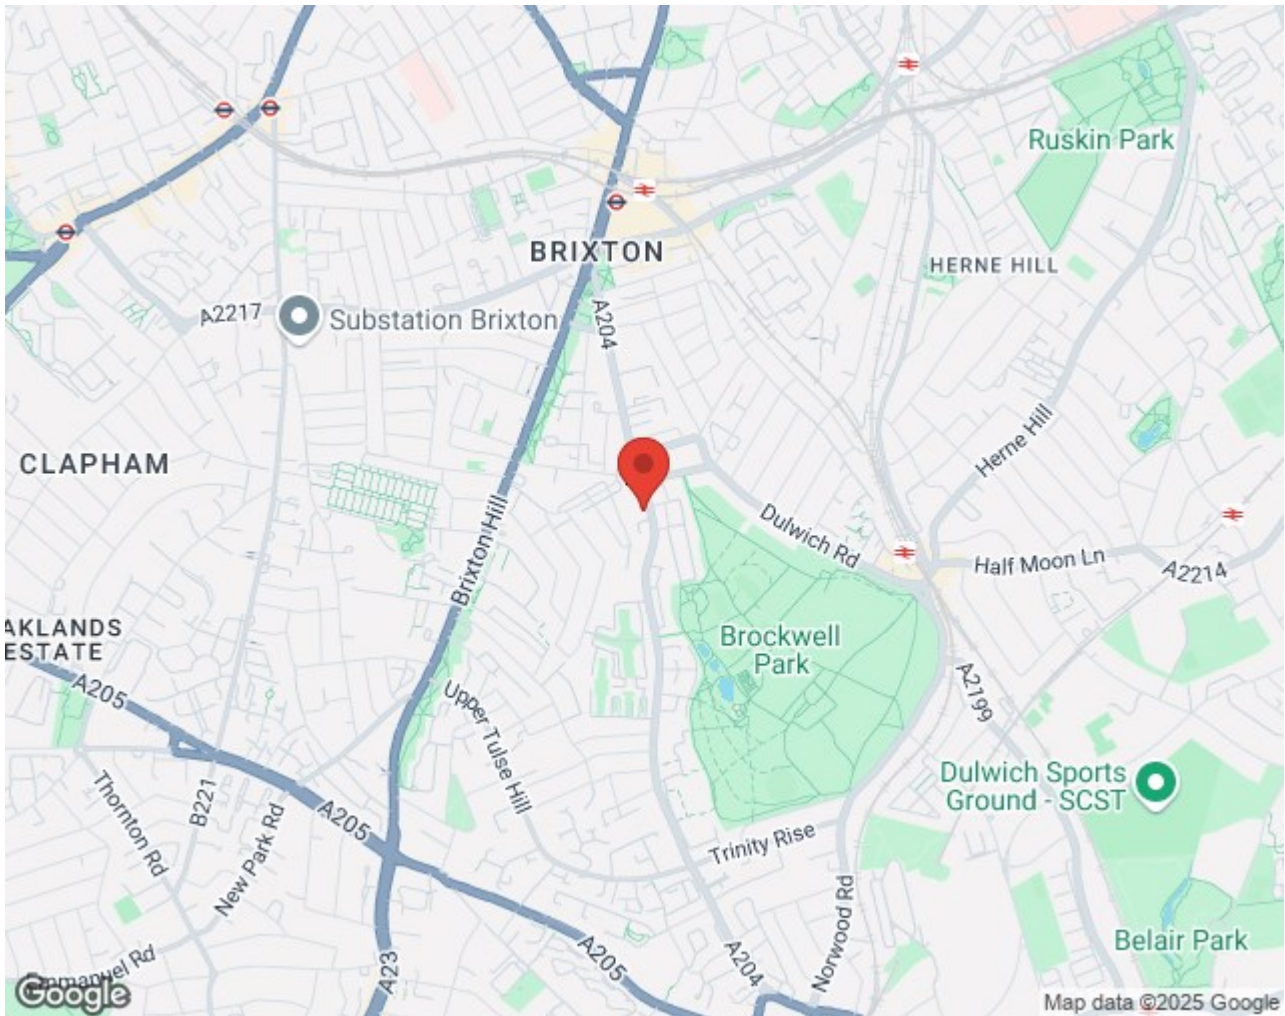 Ruskin Park
BRIXTON
HERNE HILL
A2217
Substation Brixton
A204
CLAPHAM
Herne Hill
Brixton Hill
Dulwich Rd
Half Moon Ln
A2214
AKLANDS
ESTATE
Brockwell
Park
A205
Upper Tulse Hill
A2199
Thornton Rd
B221
New Park Rd
A205
Dulwich Sports
Ground - SCST
Trinity Rise
Norwood Rd
A23
A205
A204
Belair Park
mmanuel Rd
Google
Map data ©2025 Google